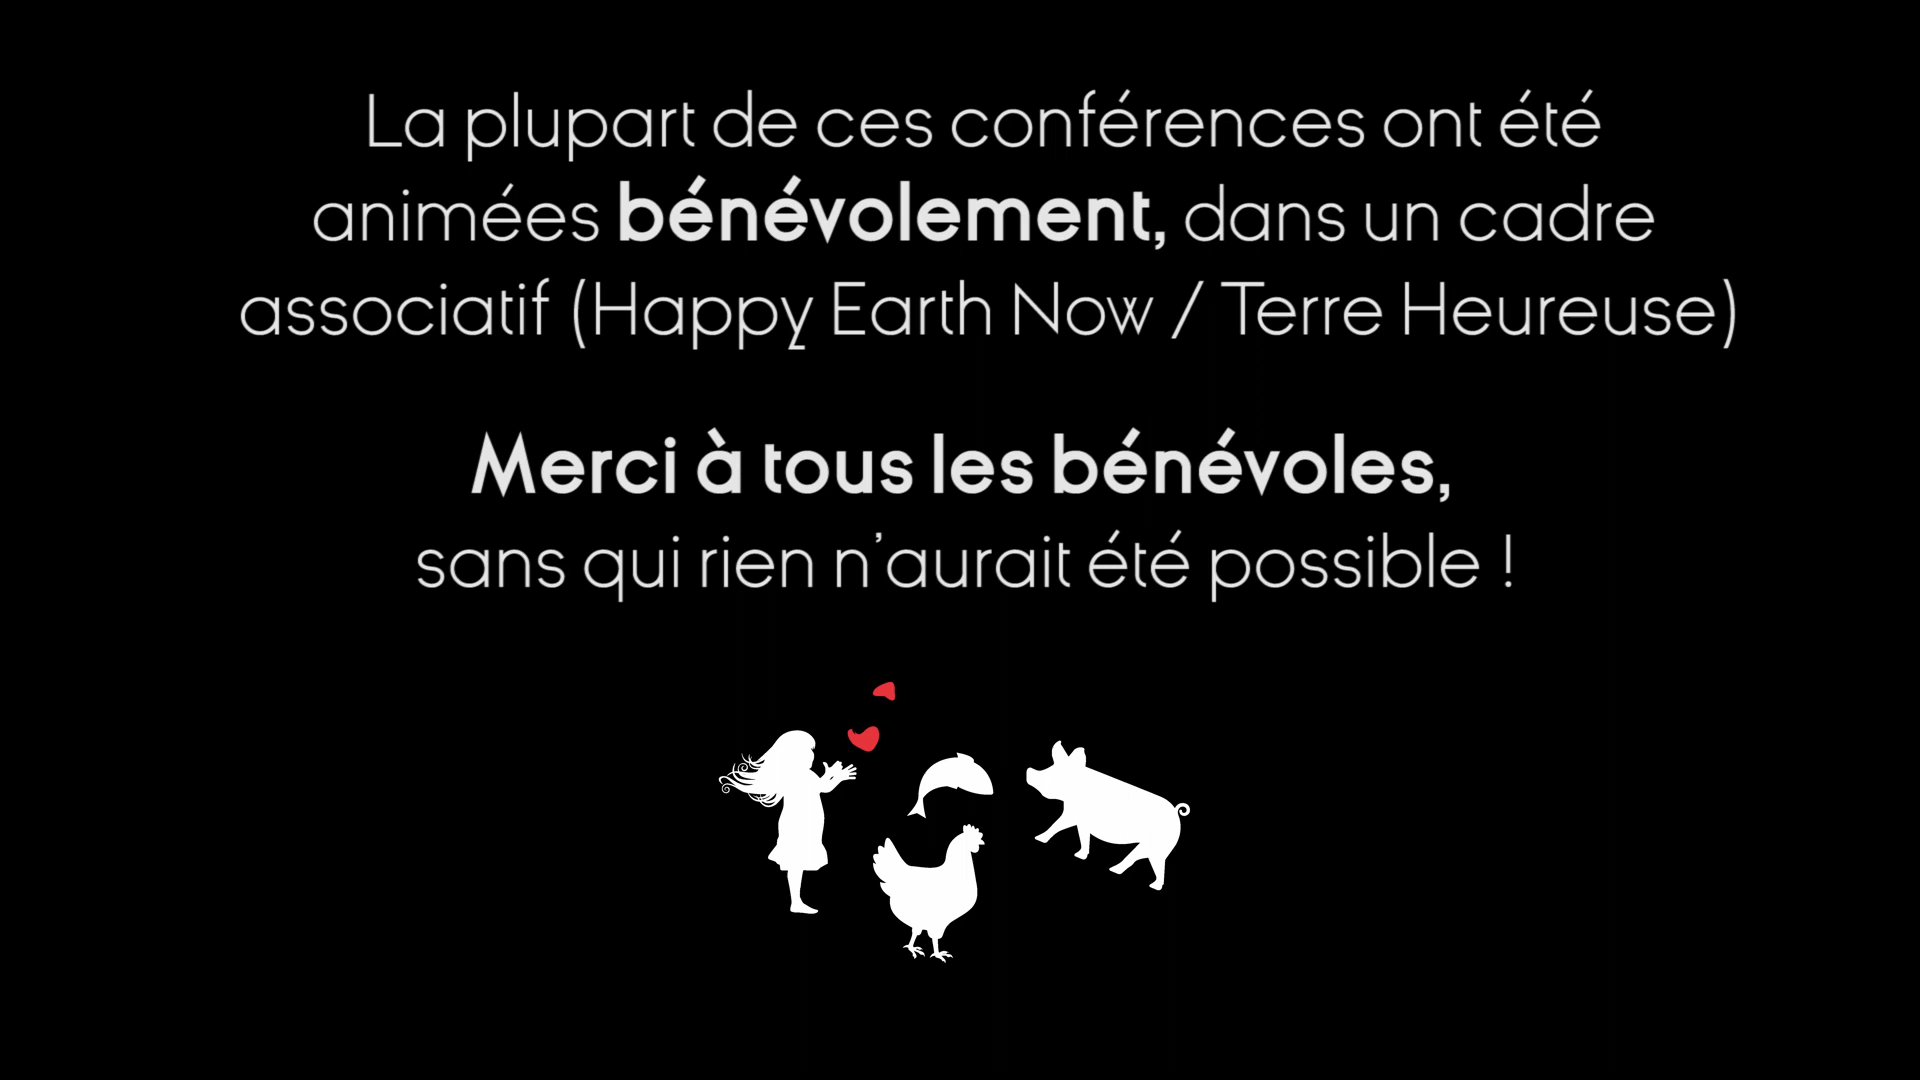 La plupart de ces conférences ont été
animées bénévolement, dans un cadre
associatif (Happy Earth Now / Terre Heureuse)
Merci à tous les bénévoles,
sans qui rien n'aurait été possible !